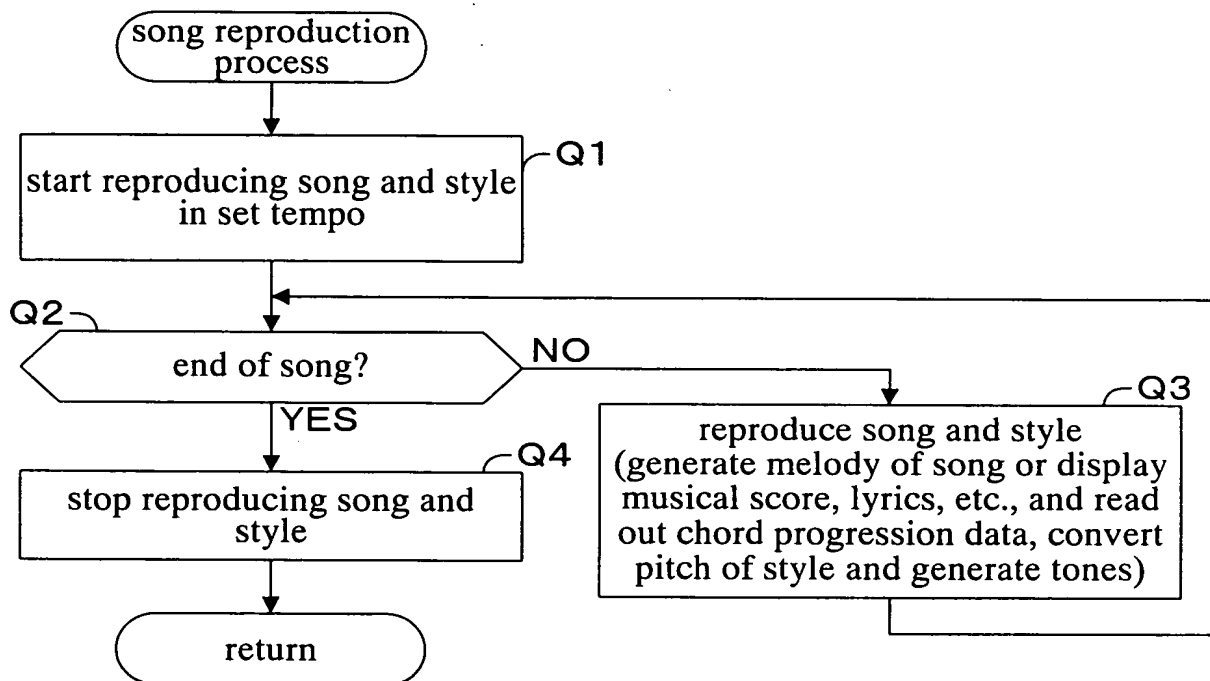 song reproduction
process
Q1
start reproducing song and style
in set tempo
Q2
end of song?
NO
YES
Q3
reproduce song and style
(generate melody of song or display
musical score, lyrics, etc., and read
out chord progression data, convert
pitch of style and generate tones)
Q4
stop reproducing song and
style
return